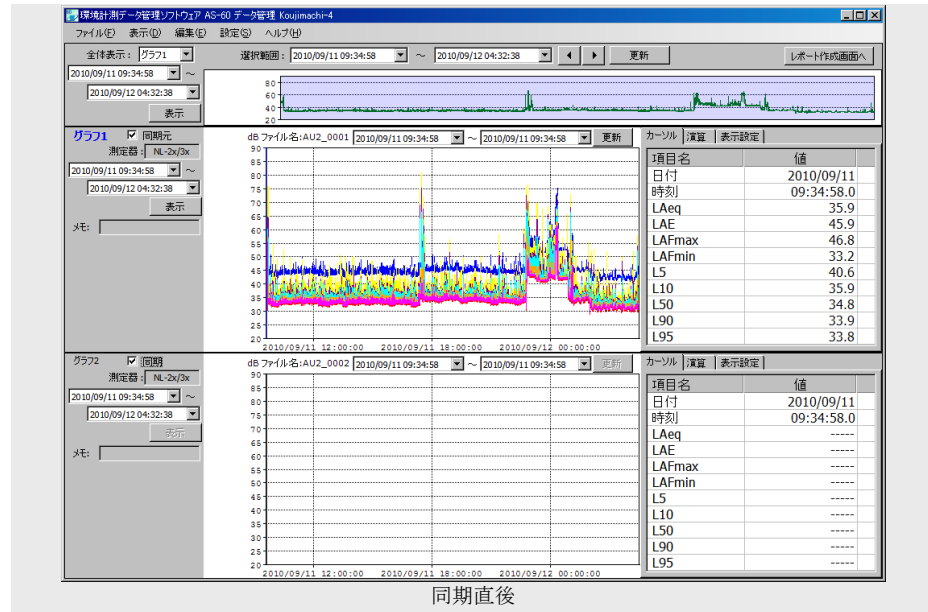 環境計測データ管理ソフトウェア AS-60 データ管理 Koujimachi-4
ファイル(F) 表示(D) 編集(E) 設定(S) ヘルプ(H)
全体表示： グラフ1 選択範囲： 2010/09/11 09:34:58 ～ 2010/09/12 04:32:38 更新 レポート作成画面へ
2010/09/11 09:34:58 ～
2010/09/12 04:32:38
表示
80
60
40
20
グラフ1 同期元 dB ファイル名:AU2_0001 2010/09/11 09:34:58 ～ 2010/09/11 09:34:58 更新
測定器： NL-2x/3x
2010/09/11 09:34:58 ～
2010/09/12 04:32:38
表示
メモ:
90
85
80
75
70
65
60
55
50
45
40
35
30
25
20
2010/09/11 12:00:00 2010/09/11 18:00:00 2010/09/12 00:00:00
カーソル 演算 表示設定
項目名 値
日付 2010/09/11
時刻 09:34:58.0
LAeq 35.9
LAE 45.9
LAFmax 46.8
LAFmin 33.2
L5 40.6
L10 35.9
L50 34.8
L90 33.9
L95 33.8
グラフ2 同期 dB ファイル名:AU2_0002 2010/09/11 09:34:58 ～ 2010/09/11 09:34:58 更新
測定器： NL-2x/3x
2010/09/11 09:34:58 ～
2010/09/12 04:32:38
表示
メモ:
90
85
80
75
70
65
60
55
50
45
40
35
30
25
20
2010/09/11 12:00:00 2010/09/11 18:00:00 2010/09/12 00:00:00
カーソル 演算 表示設定
項目名 値
日付 2010/09/11
時刻 09:34:58.0
LAeq -----
LAE -----
LAFmax -----
LAFmin -----
L5 -----
L10 -----
L50 -----
L90 -----
L95 -----
同期直後